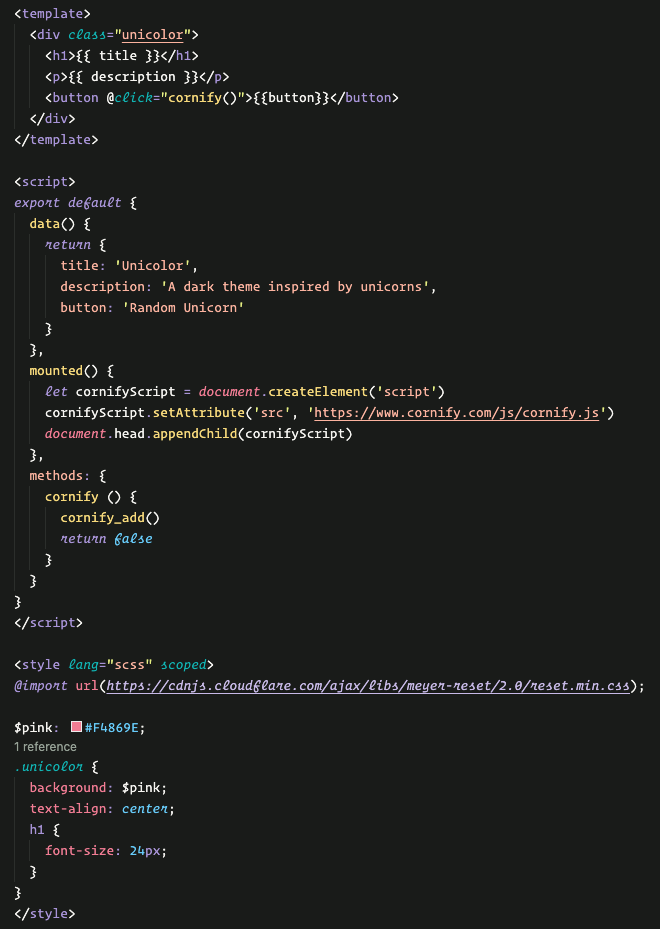 <template>
  <div class="unicolor">
    <h1>{{ title }}</h1>
    <p>{{ description }}</p>
    <button @click="cornify()">{{button}}</button>
  </div>
</template>

<script>
export default {
  data() {
    return {
      title: 'Unicolor',
      description: 'A dark theme inspired by unicorns',
      button: 'Random Unicorn'
    }
  },
  mounted() {
    let cornifyScript = document.createElement('script')
    cornifyScript.setAttribute('src', 'https://www.cornify.com/js/cornify.js')
    document.head.appendChild(cornifyScript)
  },
  methods: {
    cornify () {
      cornify_add()
      return false
    }
  }
}
</script>

<style lang="scss" scoped>
@import url(https://cdnjs.cloudflare.com/ajax/libs/meyer-reset/2.0/reset.min.css);

$pink: #F4869E;
1 reference
.unicolor {
  background: $pink;
  text-align: center;
  h1 {
    font-size: 24px;
  }
}
</style>